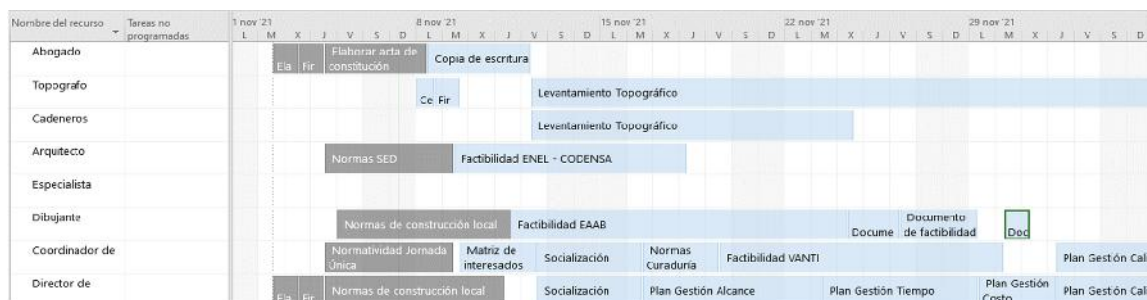 Nombre del recurso
Tareas no programadas
1 nov '21
8 nov '21
15 nov '21
22 nov '21
29 nov '21
L M X J V S D L M X J V S D L M X J V S D L M X J V S D L M X J V S D
Abogado
Ela
Fir
Elaborar acta de
constitución
Copia de escritura
Topografo
Ce
Fir
Levantamiento Topográfico
Cadeneros
Levantamiento Topográfico
Arquitecto
Normas SED
Factibilidad ENEL - CODENSA
Especialista
Dibujante
Normas de construcción local
Factibilidad EAAB
Docume
Documento
de factibilidad
Doc
Coordinador de
Normatividad Jornada
Única
Matriz de
interesados
Socialización
Normas
Curaduría
Factibilidad VANTI
Plan Gestión Cal
Director de
Ela
Fir
Normas de construcción local
Socialización
Plan Gestión Alcance
Plan Gestión Tiempo
Plan Gestión
Costo
Plan Gestión Cal